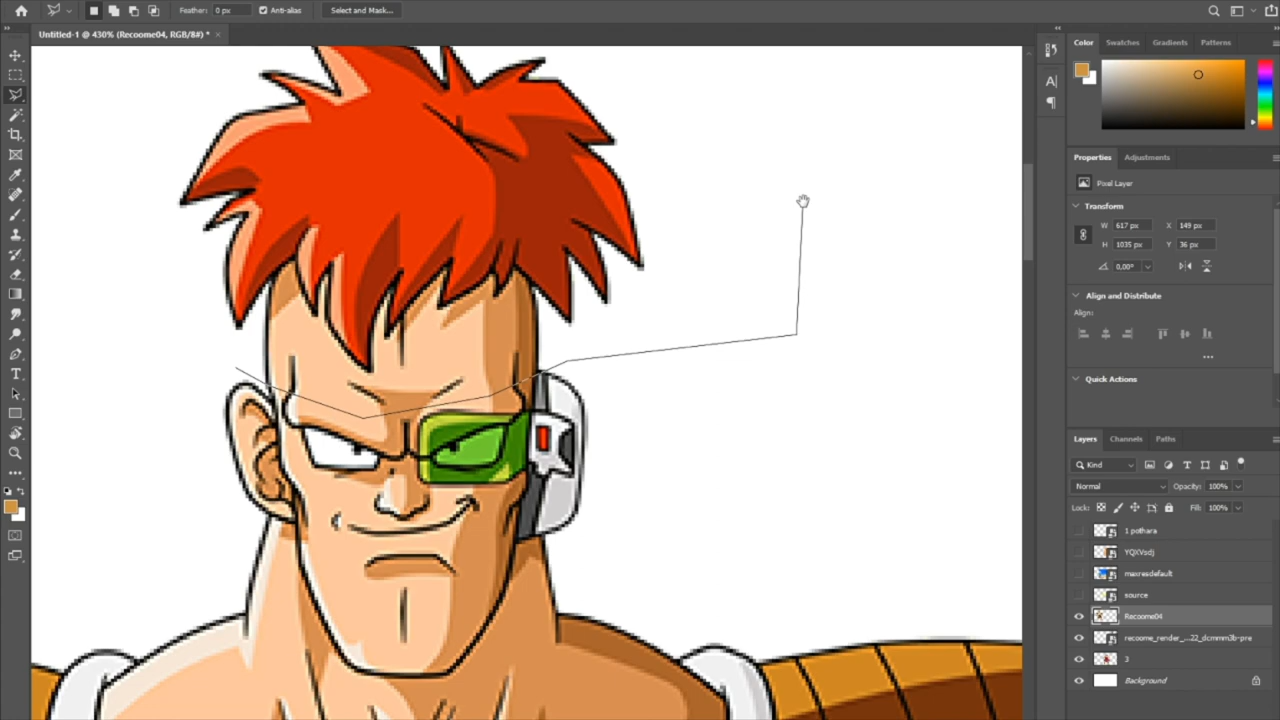 Feather: 0 px Anti-alias Select and Mask...
Untitled-1 @ 430% (Recoome04, RGB/8#) * ×
Color Swatches Gradients Patterns
Properties Adjustments
Pixel Layer
Transform
W 617 px X 149 px
H 1035 px Y 36 px
0,00°
Align and Distribute
Align:
Quick Actions
Layers Channels Paths
Kind
Normal Opacity: 100%
Lock: Fill: 100%
1 pothara
YQXVsdj
maxresdefault
source
Recoome04
recoome_render_...22_dcmmm3b-pre
3
Background